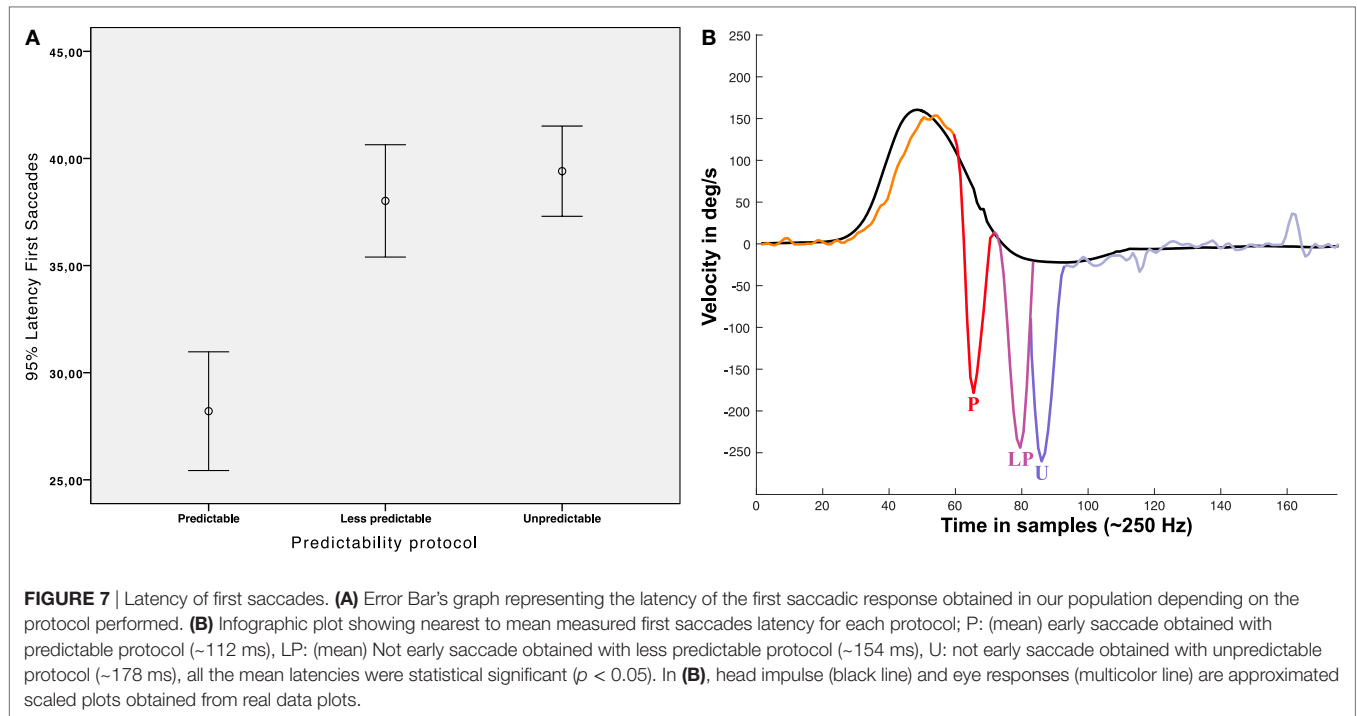 A
95% Latency First Saccades
45,00
40,00
35,00
30,00
25,00
Predictable
Less predictable
Unpredictable
Predictability protocol
B
Velocity in deg/s
250
200
150
100
50
0
-50
-100
-150
-200
-250
P
LP
U
0
20
40
60
80
100
120
140
160
Time in samples (~250 Hz)
FIGURE 7 | Latency of first saccades. (A) Error Bar's graph representing the latency of the first saccadic response obtained in our population depending on the
protocol performed. (B) Infographic plot showing nearest to mean measured first saccades latency for each protocol; P: (mean) early saccade obtained with
predictable protocol (~112 ms), LP: (mean) Not early saccade obtained with less predictable protocol (~154 ms), U: not early saccade obtained with unpredictable
protocol (~178 ms), all the mean latencies were statistical significant (p < 0.05). In (B), head impulse (black line) and eye responses (multicolor line) are approximated
scaled plots obtained from real data plots.